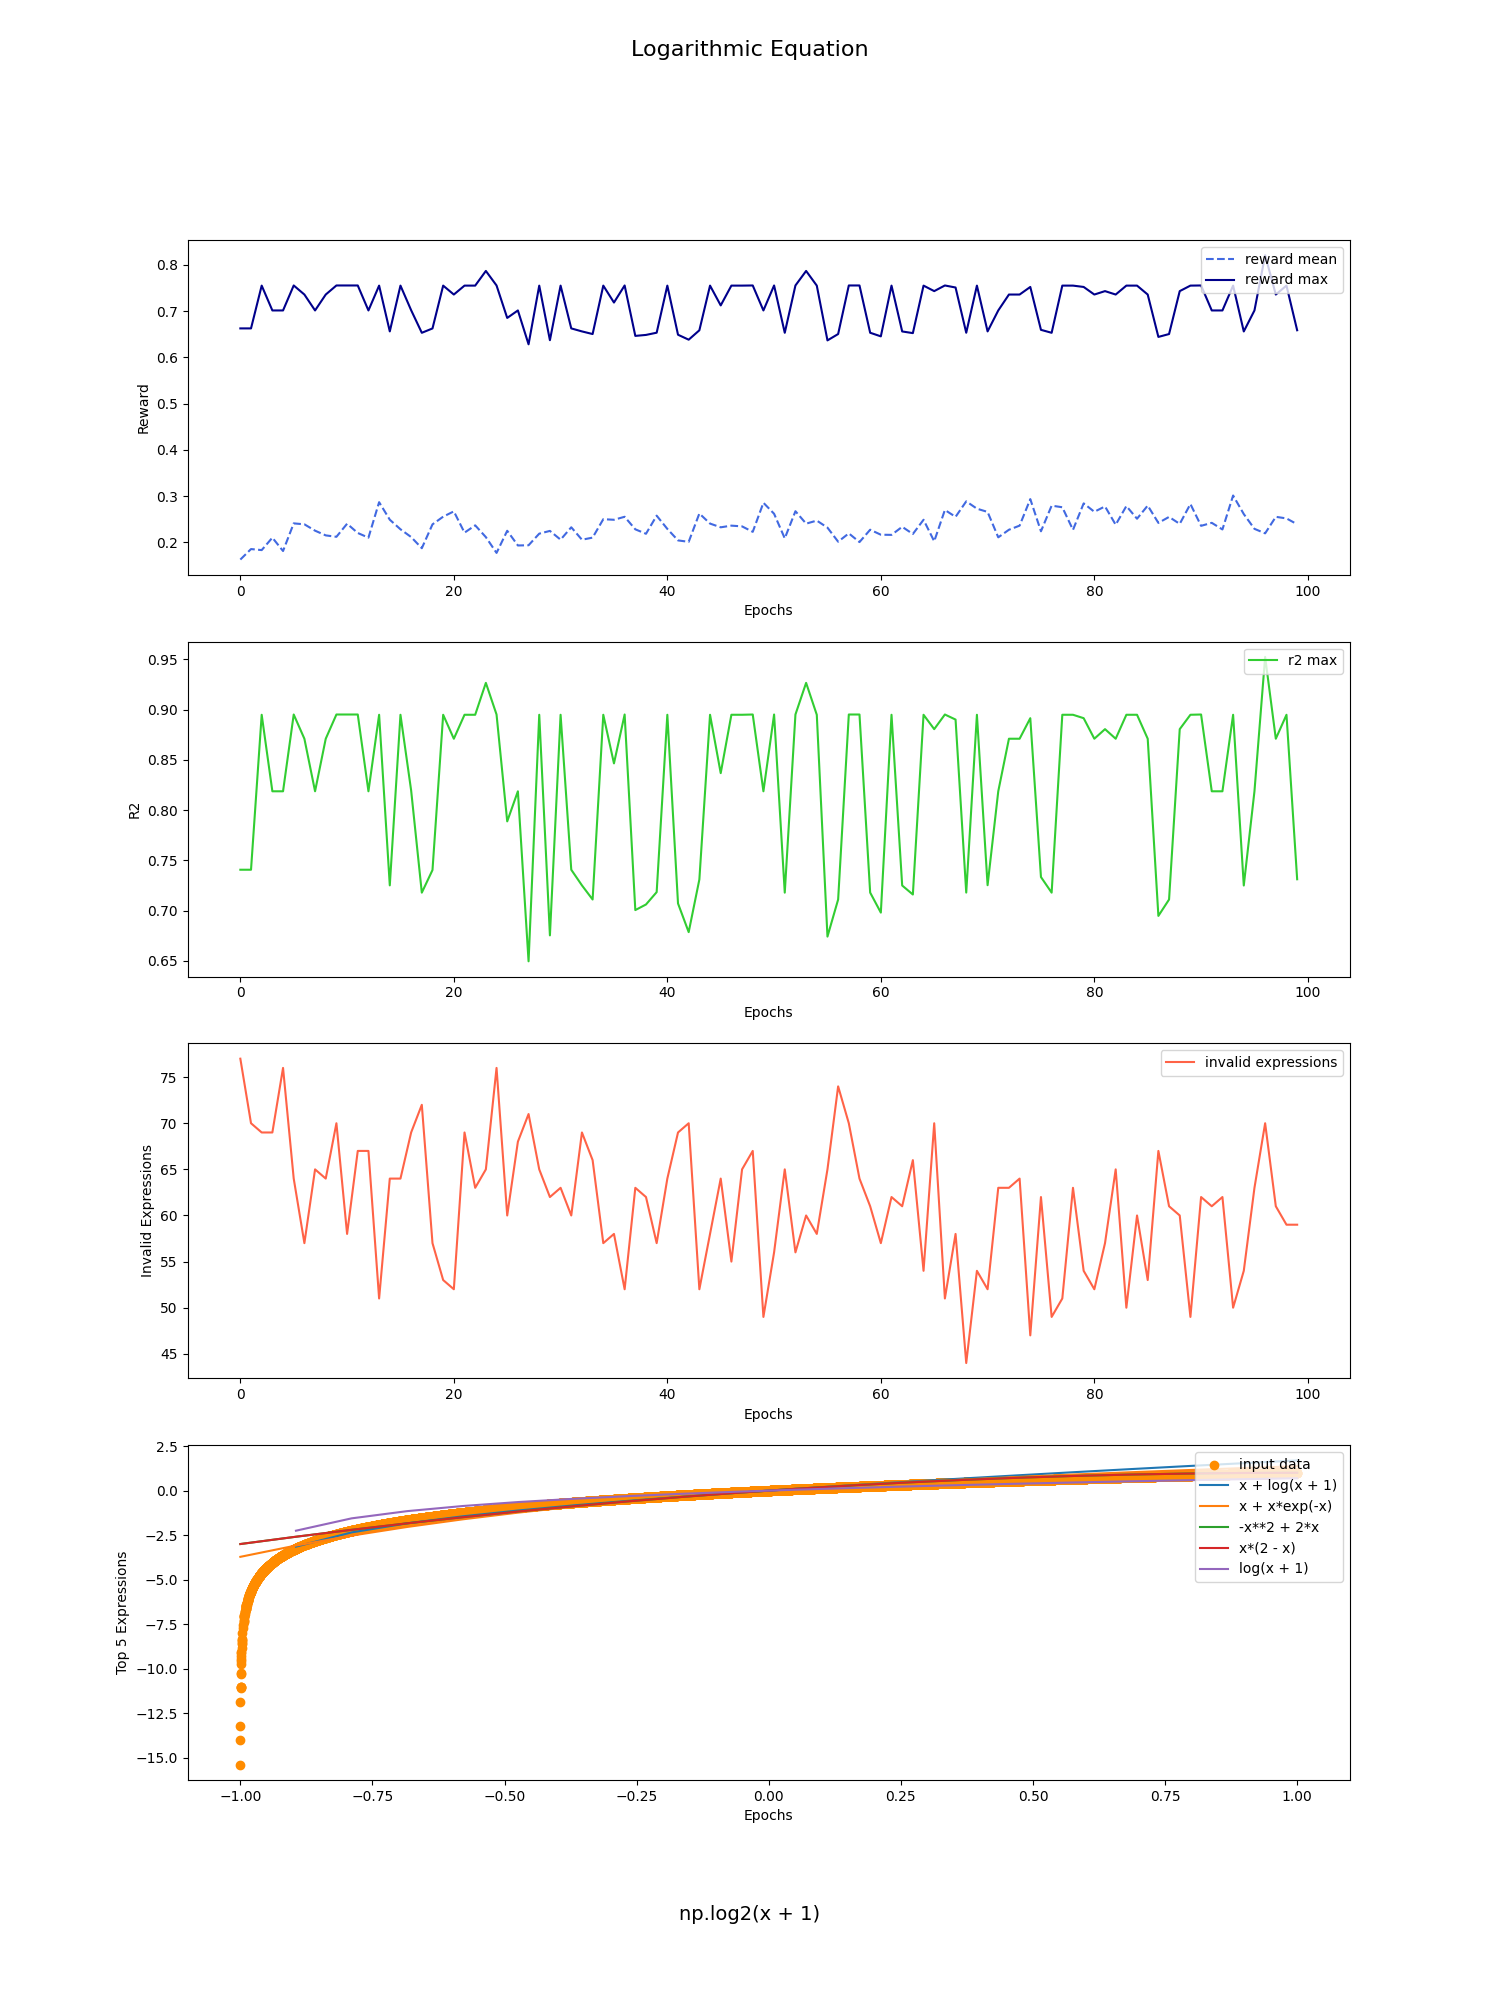 Logarithmic Equation
0.8
0.7
0.6
0.5
0.4
0.3
0.2
Reward
reward mean
reward max
0 20 40 60 80 100
Epochs
0.95
0.90
0.85
0.80
0.75
0.70
0.65
R2
r2 max
0 20 40 60 80 100
Epochs
75
70
65
60
55
50
45
Invalid Expressions
invalid expressions
0 20 40 60 80 100
Epochs
2.5
0.0
−2.5
−5.0
−7.5
−10.0
−12.5
−15.0
Top 5 Expressions
input data
x + log(x + 1)
x + x*exp(-x)
-x**2 + 2*x
x*(2 - x)
log(x + 1)
−1.00 −0.75 −0.50 −0.25 0.00 0.25 0.50 0.75 1.00
Epochs
np.log2(x + 1)